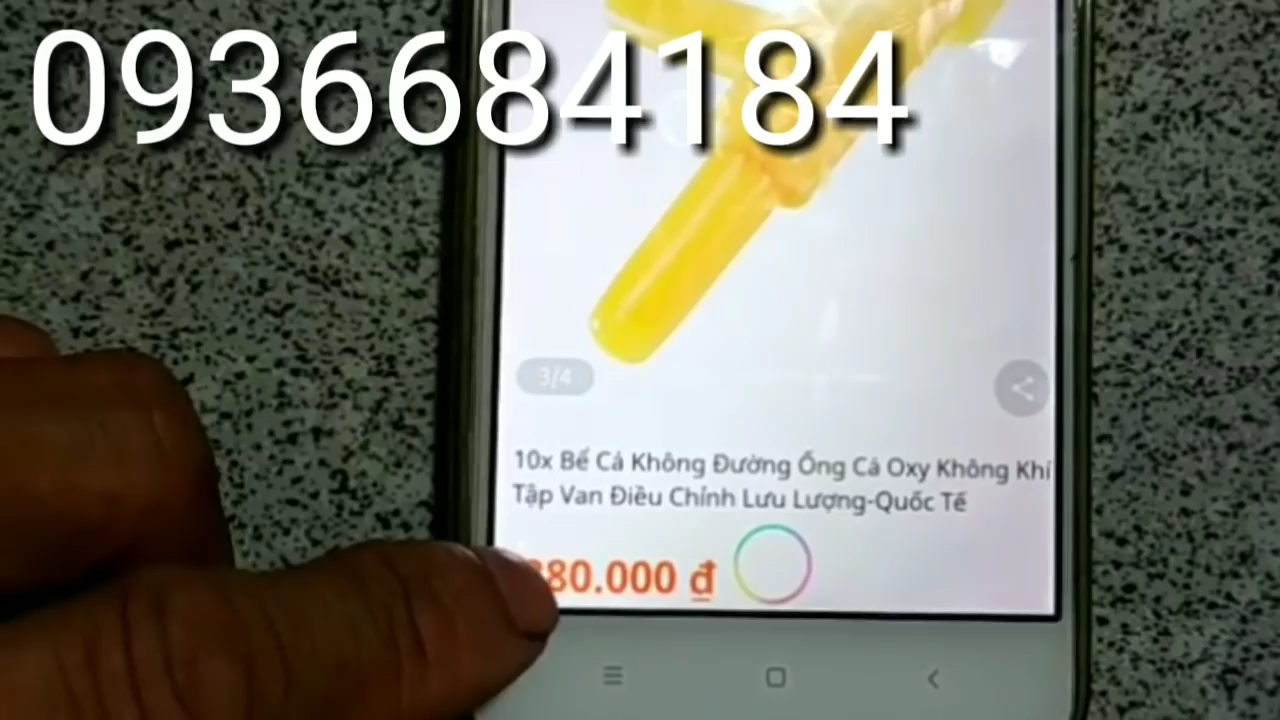 0936684184
3/4
10x Bể Cá Không Đường Ống Cá Oxy Không Khí
Tập Van Điều Chỉnh Lưu Lượng-Quốc Tế
80.000 ₫